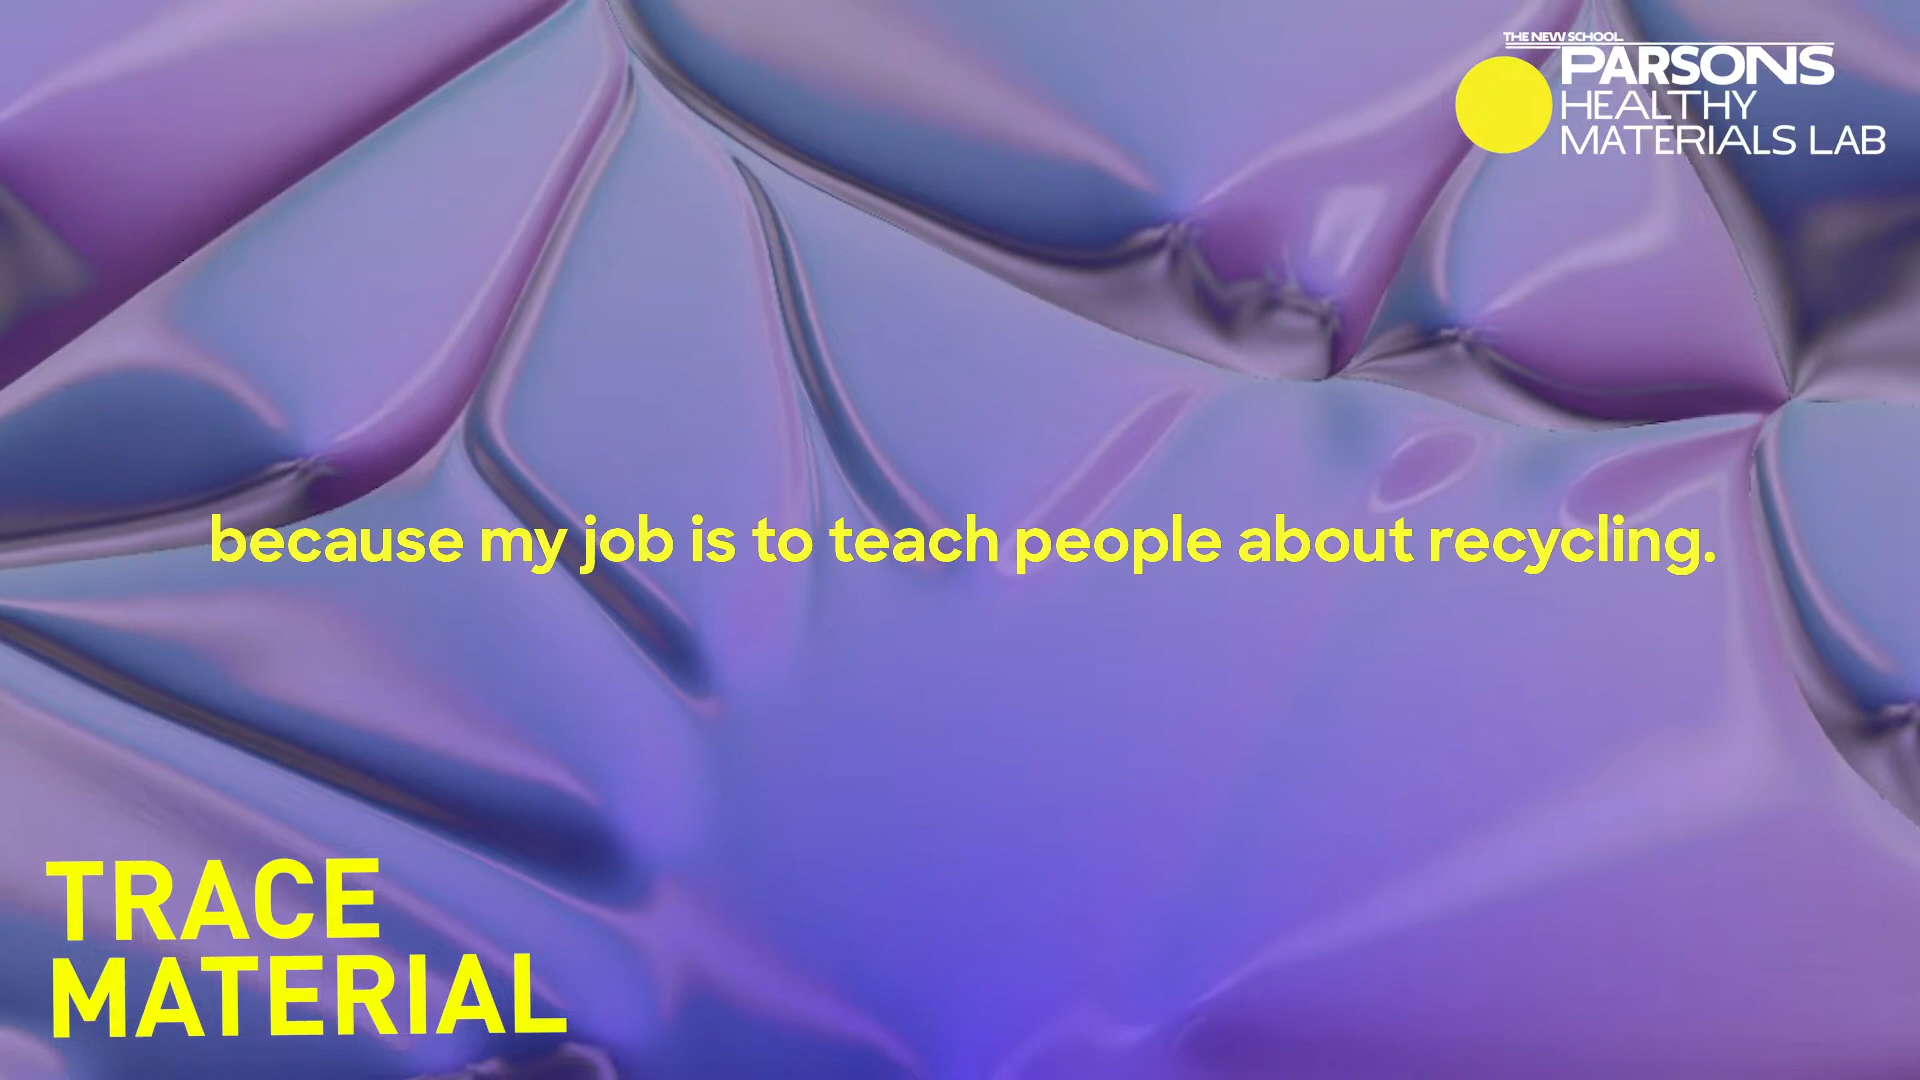 THE NEW SCHOOL
PARSONS
HEALTHY
MATERIALS LAB
because my job is to teach people about recycling.
TRACE
MATERIAL